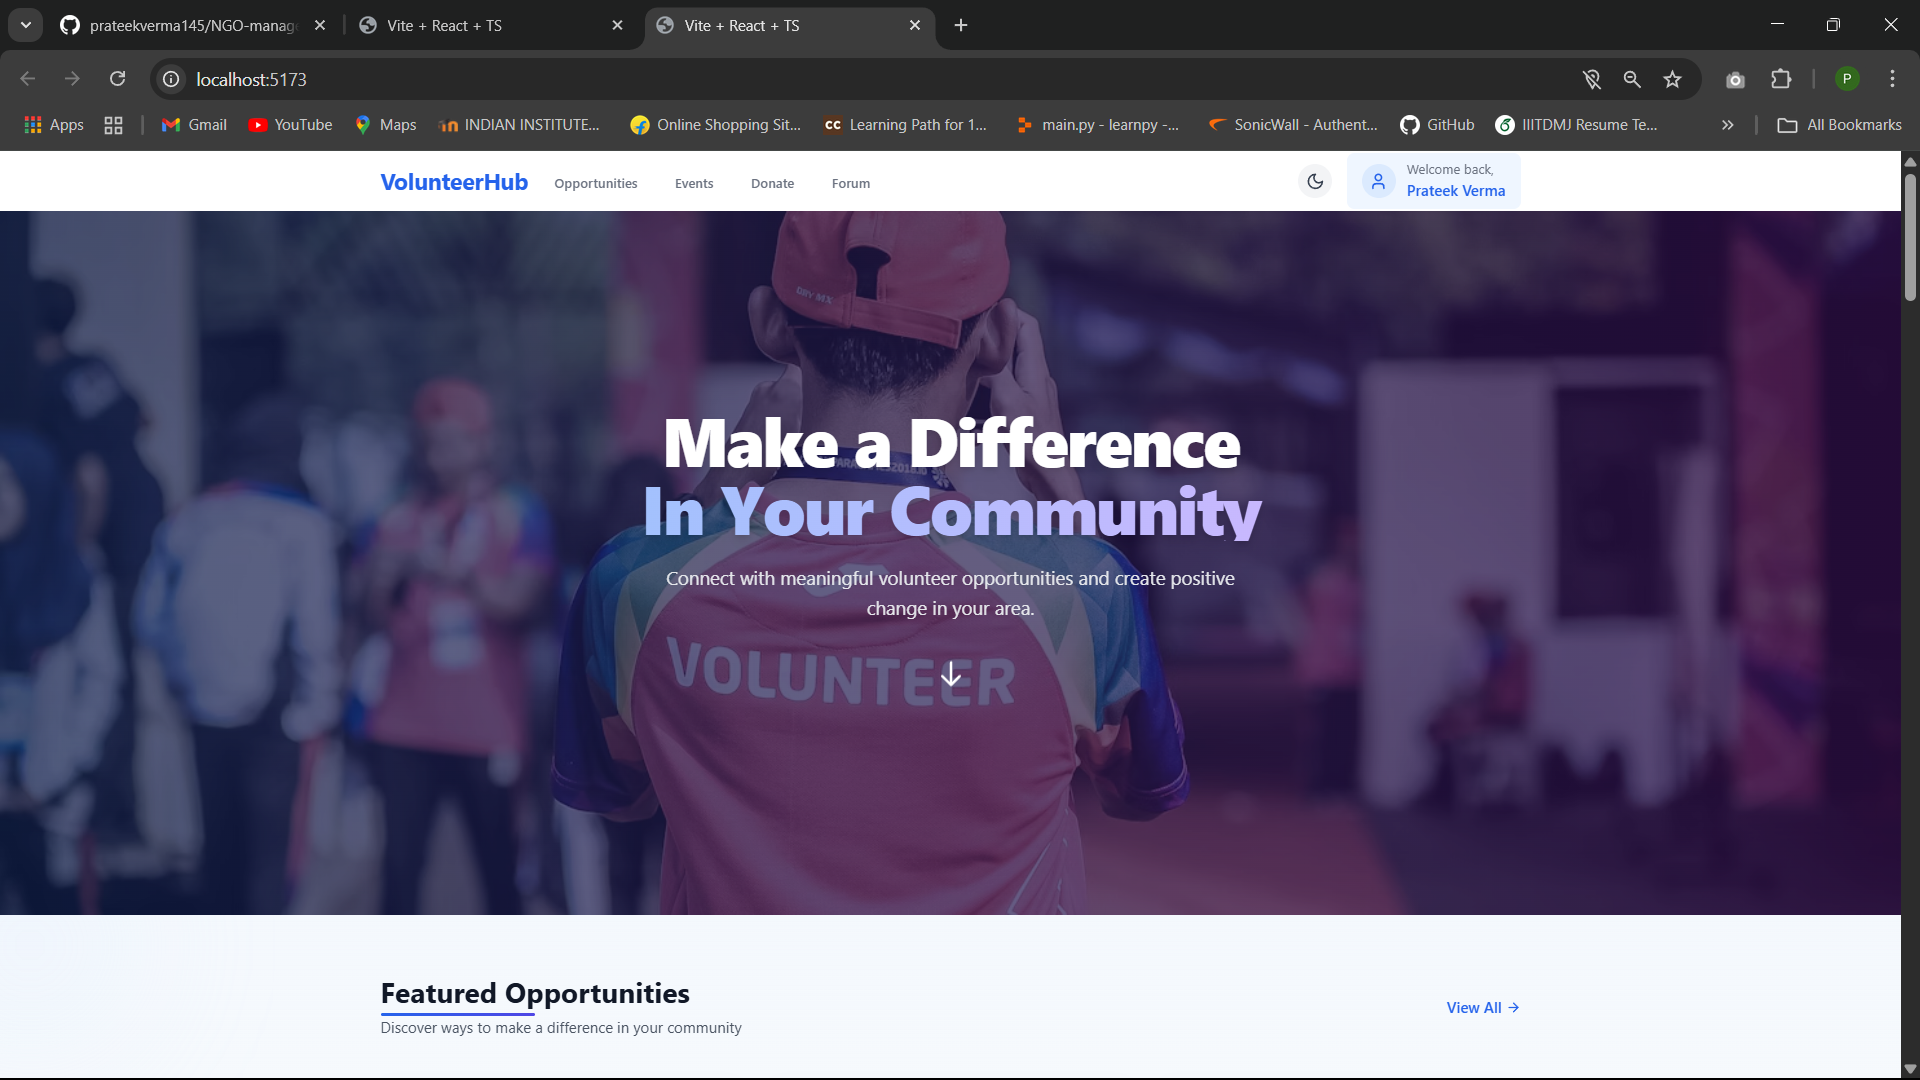 prateekverma145/NGO-manag
Vite + React + TS
Vite + React + TS
localhost:5173
P
Apps
Gmail
YouTube
Maps
INDIAN INSTITUTE...
Online Shopping Sit...
CC Learning Path for 1...
main.py - learnpy -...
SonicWall - Authent...
GitHub
IIITDMJ Resume Te...
All Bookmarks
VolunteerHub
Opportunities
Events
Donate
Forum
Welcome back,
Prateek Verma
DRY MX
Make a Difference
In Your Community
Connect with meaningful volunteer opportunities and create positive
change in your area.
VOLUNTEER
Featured Opportunities
Discover ways to make a difference in your community
View All →